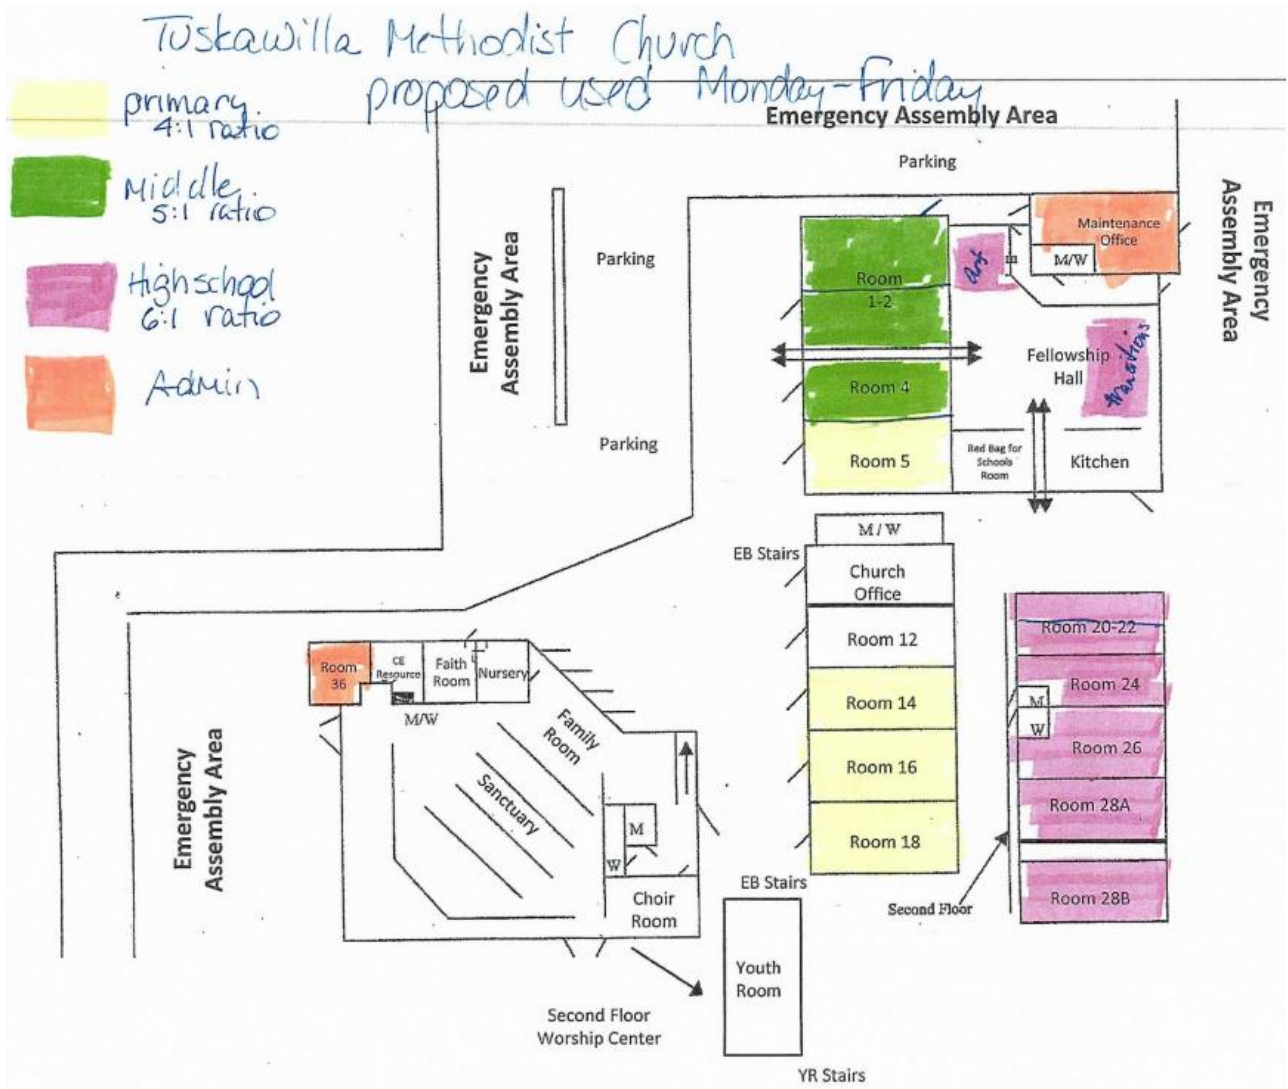 Tuskawilla Methodist Church
proposed used Monday-Friday
primary.
4:1 ratio
Middle.
5:1 ratio
Highschool
6:1 ratio
Admin
Emergency Assembly Area
Parking
Emergency
Assembly Area
Parking
Parking
Emergency
Assembly Area
Maintenance
Office
M/W
Art
Room
1-2
Fellowship
Hall
transitions
Room 4
Room 5
Red Bag for
Schools
Room
Kitchen
M / W
EB Stairs
Church
Office
Room 12
Room 14
Room 16
Room 18
EB Stairs
Room 20-22
Room 24
M
W
Room 26
Room 28A
Room 28B
Second Floor
Emergency
Assembly Area
Room
36
CE
Resource
Faith
Room
Nursery
M/W
Family
Room
Sanctuary
M
W
Choir
Room
Youth
Room
Second Floor
Worship Center
YR Stairs